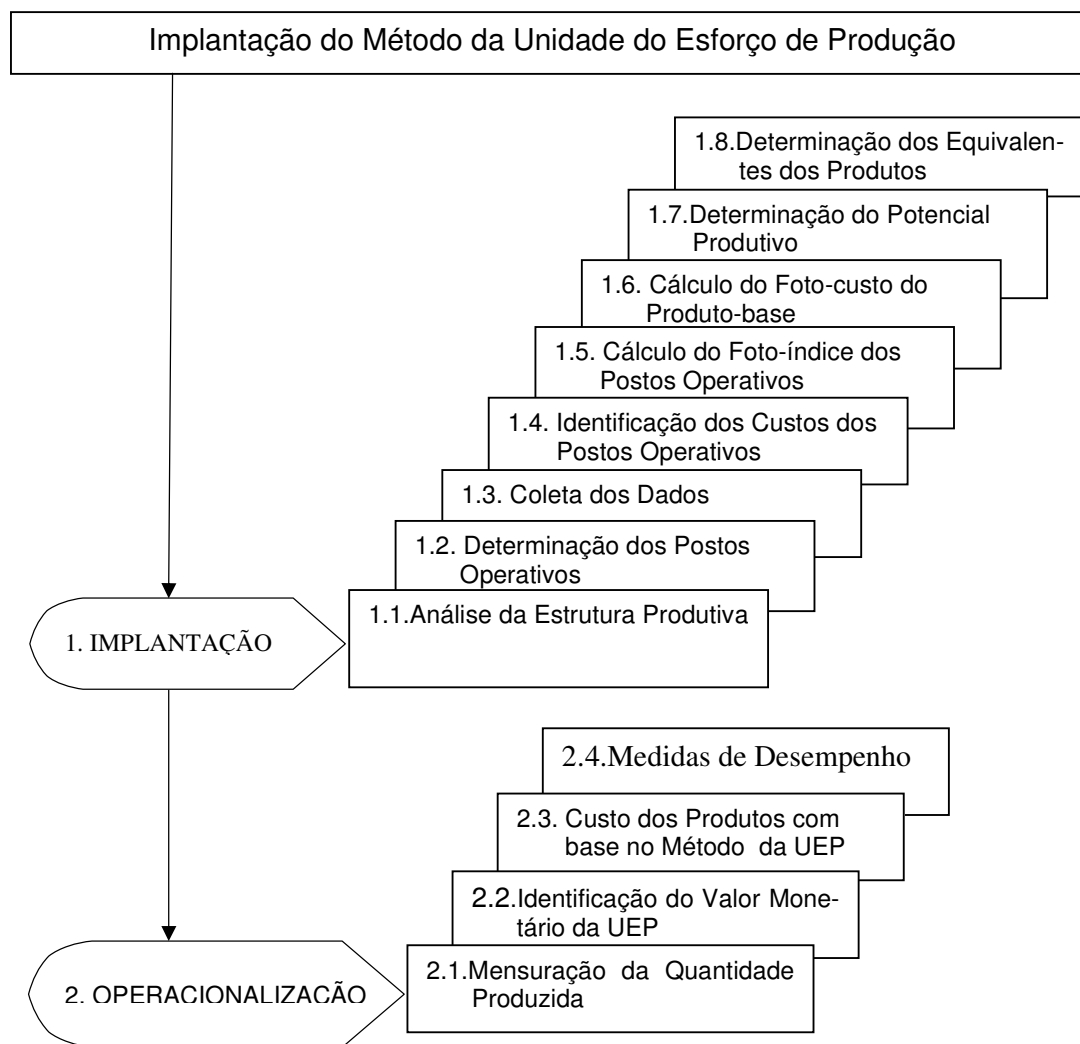 Implantação do Método da Unidade do Esforço de Produção
1.8.Determinação dos Equivalen-
tes dos Produtos
1.7.Determinação do Potencial
Produtivo
1.6. Cálculo do Foto-custo do
Produto-base
1.5. Cálculo do Foto-índice dos
Postos Operativos
1.4. Identificação dos Custos dos
Postos Operativos
1.3. Coleta dos Dados
1.2. Determinação dos Postos
Operativos
1.1.Análise da Estrutura Produtiva
1. IMPLANTAÇÃO
2.4.Medidas de Desempenho
2.3. Custo dos Produtos com
base no Método da UEP
2.2.Identificação do Valor Mone-
tário da UEP
2.1.Mensuração da Quantidade
Produzida
2. OPERACIONALIZAÇÃO